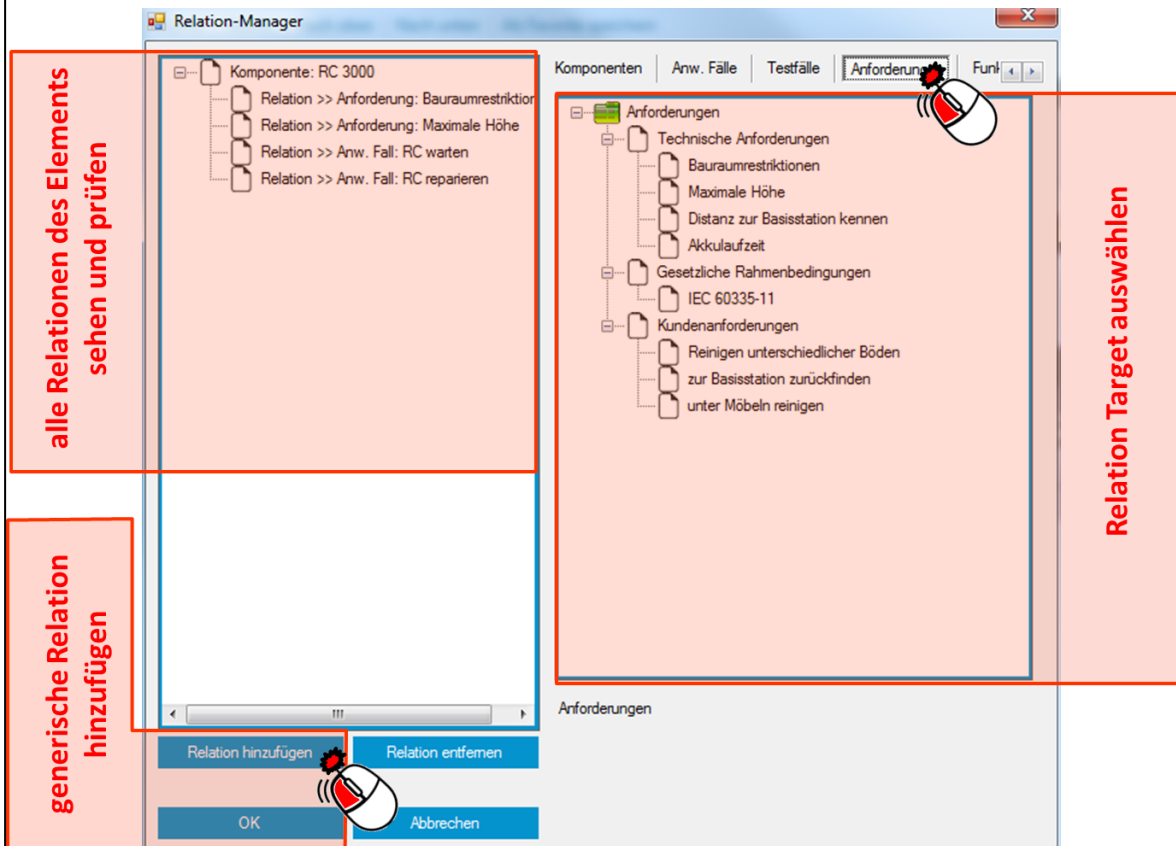 Relation-Manager
alle Relationen des Elements
sehen und prüfen
Komponente: RC 3000
Relation >> Anforderung: Bauraumrestriktion
Relation >> Anforderung: Maximale Höhe
Relation >> Anw. Fall: RC warten
Relation >> Anw. Fall: RC reparieren
Komponenten
Anw. Fälle
Testfälle
Anforderung
Funk
Anforderungen
Technische Anforderungen
Bauraumrestriktionen
Maximale Höhe
Distanz zur Basisstation kennen
Akkulaufzeit
Gesetzliche Rahmenbedingungen
IEC 60335-11
Kundenanforderungen
Reinigen unterschiedlicher Böden
zur Basisstation zurückfinden
unter Möbeln reinigen
Relation Target auswählen
generische Relation
hinzufügen
Anforderungen
Relation hinzufügen
Relation entfernen
OK
Abbrechen